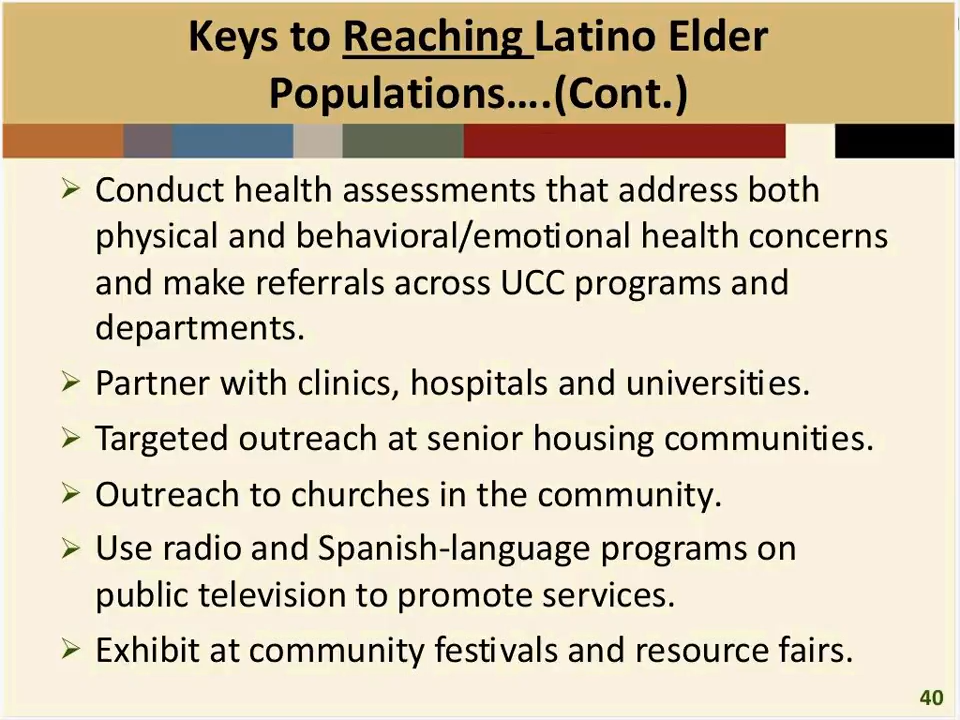 Keys to Reaching Latino Elder
Populations….(Cont.)
Conduct health assessments that address both
physical and behavioral/emotional health concerns
and make referrals across UCC programs and
departments.
Partner with clinics, hospitals and universities.
Targeted outreach at senior housing communities.
Outreach to churches in the community.
Use radio and Spanish-language programs on
public television to promote services.
Exhibit at community festivals and resource fairs.
40